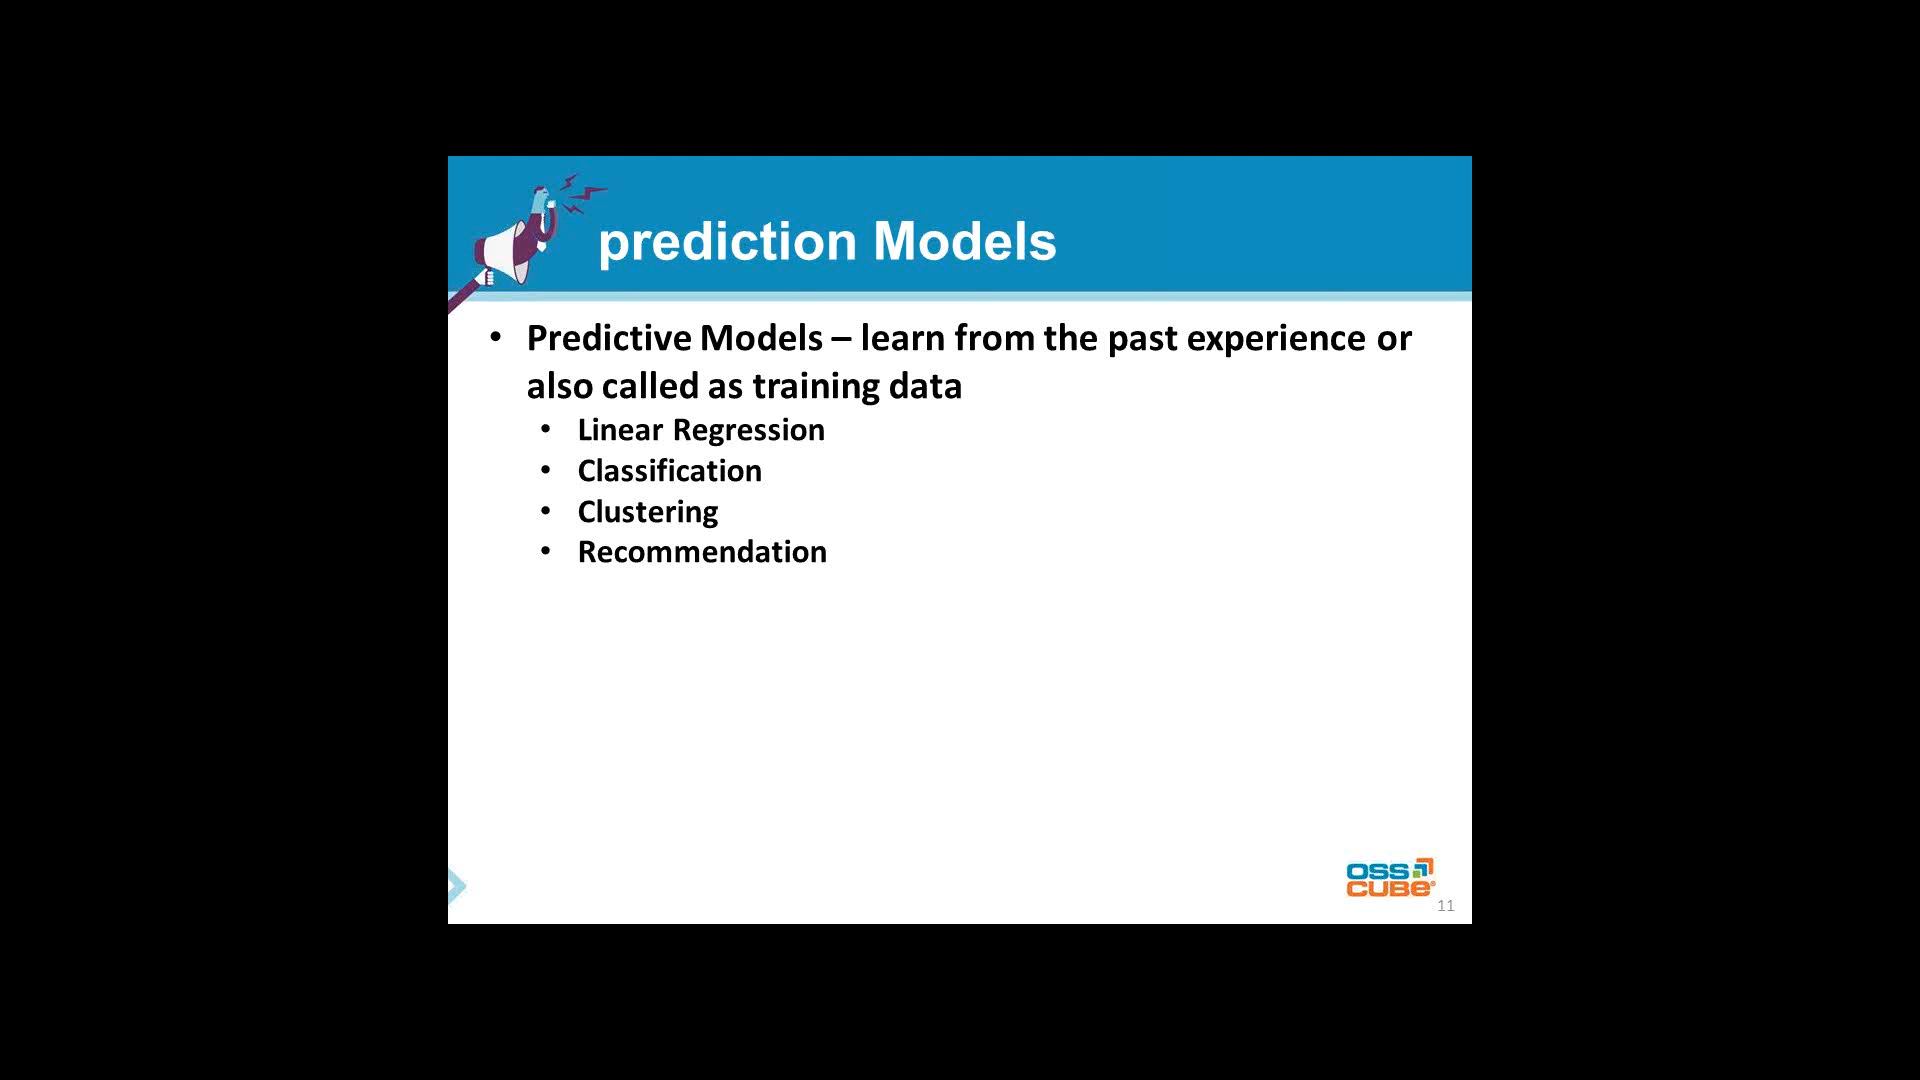 prediction Models
• Predictive Models – learn from the past experience or
also called as training data
• Linear Regression
• Classification
• Clustering
• Recommendation
OSS
CUBE®
11